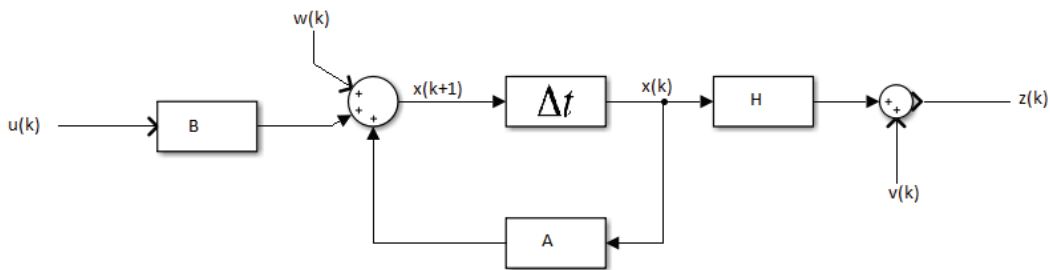 w(k)
+
+
+
x(k+1)
Δt
x(k)
H
+
+
z(k)
u(k)
B
v(k)
A